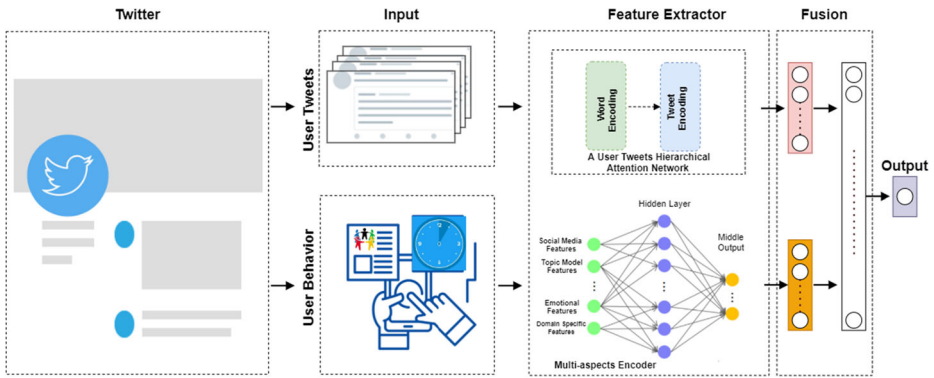 Twitter
Input
Feature Extractor
Fusion
User Tweets
Word
Encoding
Tweet
Encoding
A User Tweets Hierarchical
Attention Network
Output
User Behavior
Hidden Layer
Middle
Output
Social Media
Features
Topic Model
Features
Emotional
Features
Domain Specific
Features
Multi-aspects Encoder